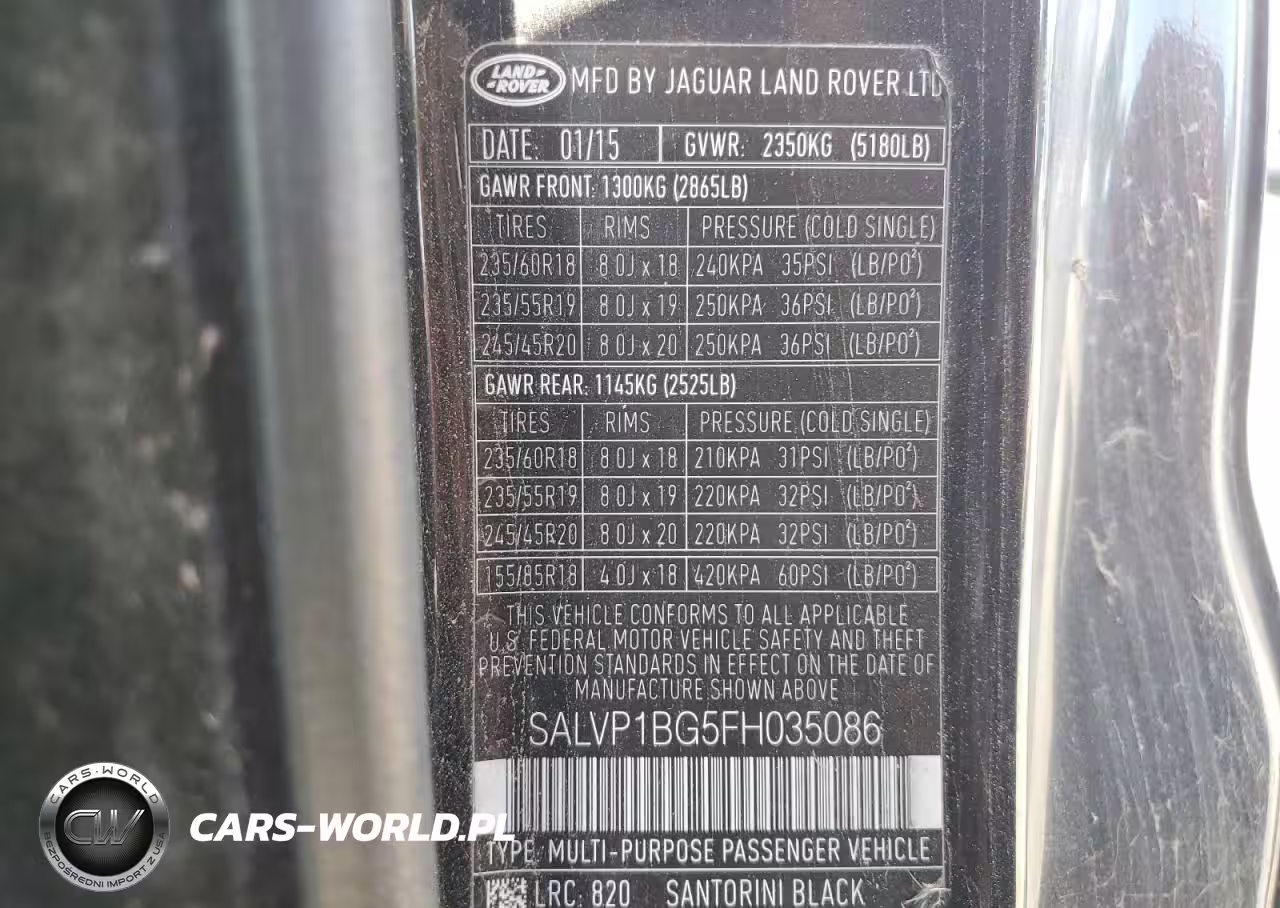 LAND-
-ROVER
MFD BY JAGUAR LAND ROVER LTD
DATE: 01/15 GVWR: 2350KG (5180LB)
GAWR FRONT: 1300KG (2865LB)
TIRES RIMS PRESSURE (COLD SINGLE)
235/60R18 8.0J x 18 240KPA 35PSI (LB/PO²)
235/55R19 8.0J x 19 250KPA 36PSI (LB/PO²)
245/45R20 8.0J x 20 250KPA 36PSI (LB/PO²)
GAWR REAR: 1145KG (2525LB)
TIRES RIMS PRESSURE (COLD SINGLE)
235/60R18 8.0J x 18 210KPA 31PSI (LB/PO²)
235/55R19 8.0J x 19 220KPA 32PSI (LB/PO²)
245/45R20 8.0J x 20 220KPA 32PSI (LB/PO²)
155/85R18 4.0J x 18 420KPA 60PSI (LB/PO²)
THIS VEHICLE CONFORMS TO ALL APPLICABLE
U.S. FEDERAL MOTOR VEHICLE SAFETY AND THEFT
PREVENTION STANDARDS IN EFFECT ON THE DATE OF
MANUFACTURE SHOWN ABOVE
SALVP1BG5FH035086
TYPE: MULTI-PURPOSE PASSENGER VEHICLE
LRC: 820 SANTORINI BLACK
CARS-WORLD
CW
BEZPOŚREDNI IMPORT Z USA
CARS-WORLD.PL